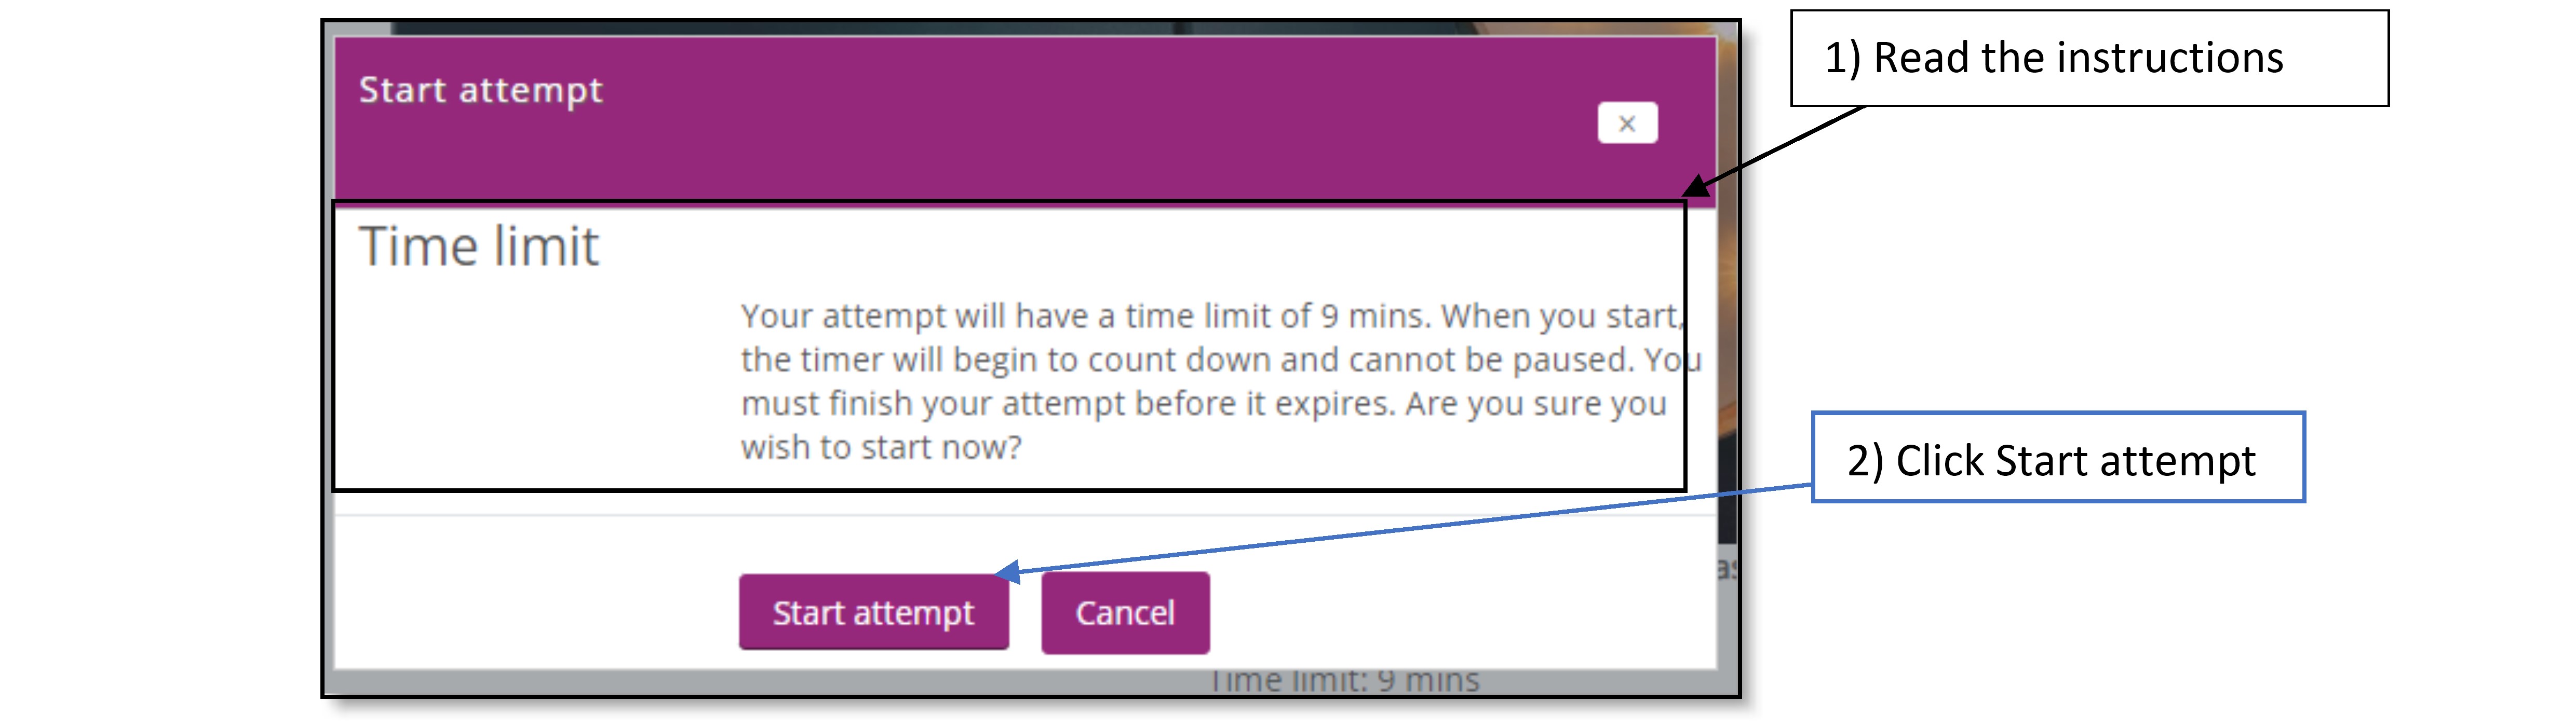 Start attempt
×
1) Read the instructions
Time limit
Your attempt will have a time limit of 9 mins. When you start,
the timer will begin to count down and cannot be paused. You
must finish your attempt before it expires. Are you sure you
wish to start now?
2) Click Start attempt
Start attempt
Cancel
Time limit: 9 mins